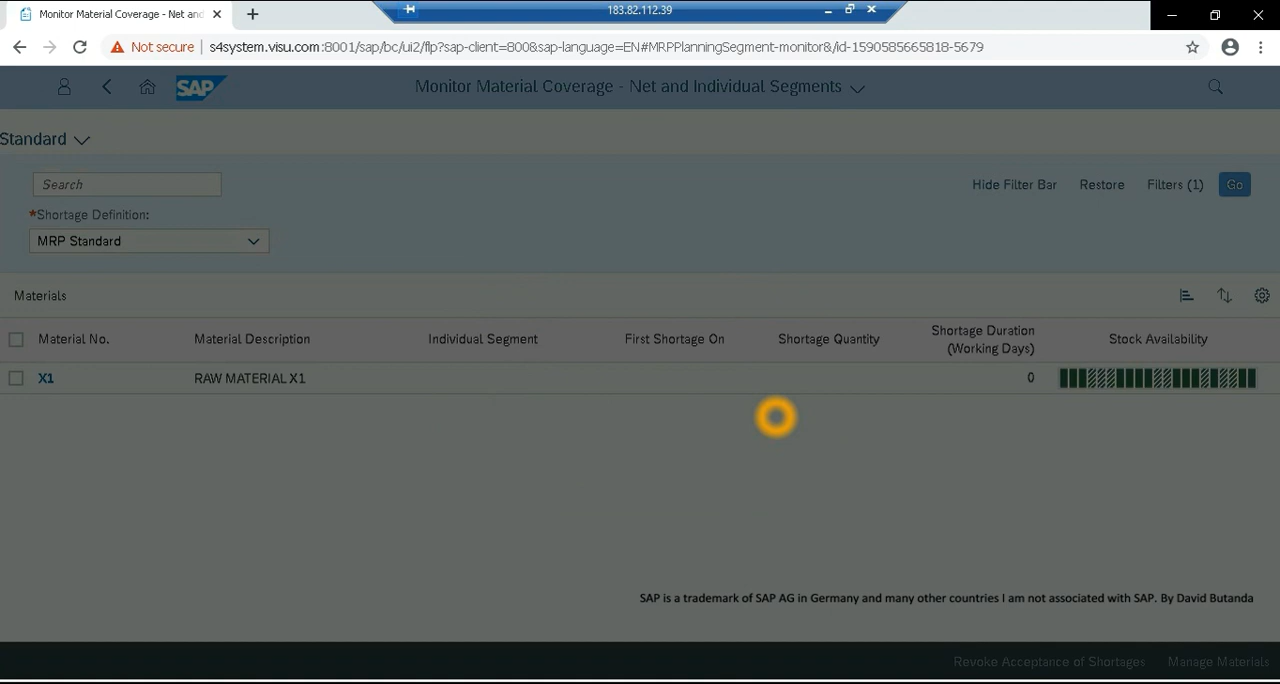 Monitor Material Coverage - Net and
183.82.112.39
Not secure
s4system.visu.com:8001/sap/bc/ui2/flp?sap-client=800&sap-language=EN#MRPPlanningSegment-monitor&/id-1590585665818-5679
SAP
Monitor Material Coverage - Net and Individual Segments
Standard
Search
Hide Filter Bar
Restore
Filters (1)
Go
*Shortage Definition:
MRP Standard
Materials
Material No.
Material Description
Individual Segment
First Shortage On
Shortage Quantity
Shortage Duration
(Working Days)
Stock Availability
X1
RAW MATERIAL X1
0
SAP is a trademark of SAP AG in Germany and many other countries I am not associated with SAP. By David Butanda
Revoke Acceptance of Shortages
Manage Materials